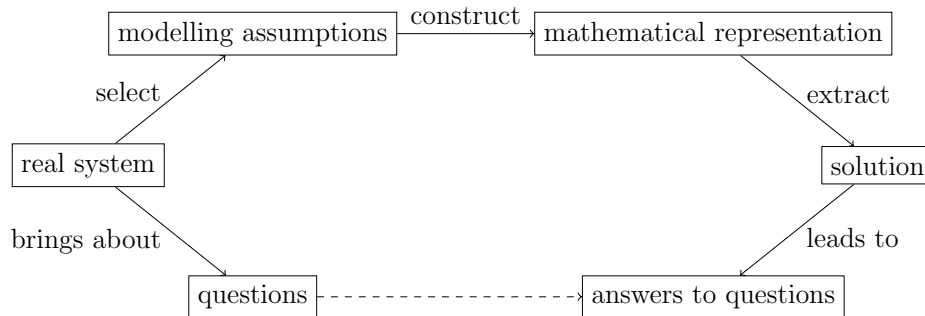 modelling assumptions
construct
mathematical representation
select
extract
real system
solution
brings about
leads to
questions
answers to questions